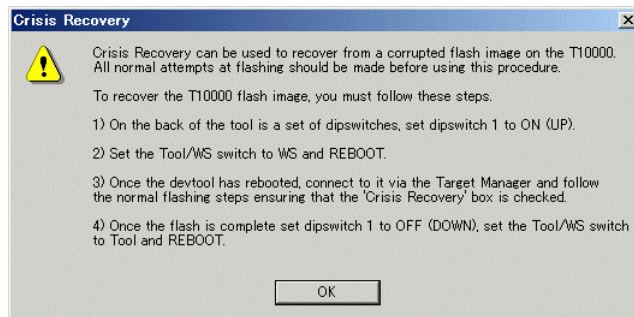 Crisis Recovery
Crisis Recovery can be used to recover from a corrupted flash image on the T10000.
All normal attempts at flashing should be made before using this procedure.
To recover the T10000 flash image, you must follow these steps.
1) On the back of the tool is a set of dipswitches, set dipswitch 1 to ON (UP).
2) Set the Tool/WS switch to WS and REBOOT.
3) Once the devtool has rebooted, connect to it via the Target Manager and follow
the normal flashing steps ensuring that the 'Crisis Recovery' box is checked.
4) Once the flash is complete set dipswitch 1 to OFF (DOWN), set the Tool/WS switch
to Tool and REBOOT.
OK